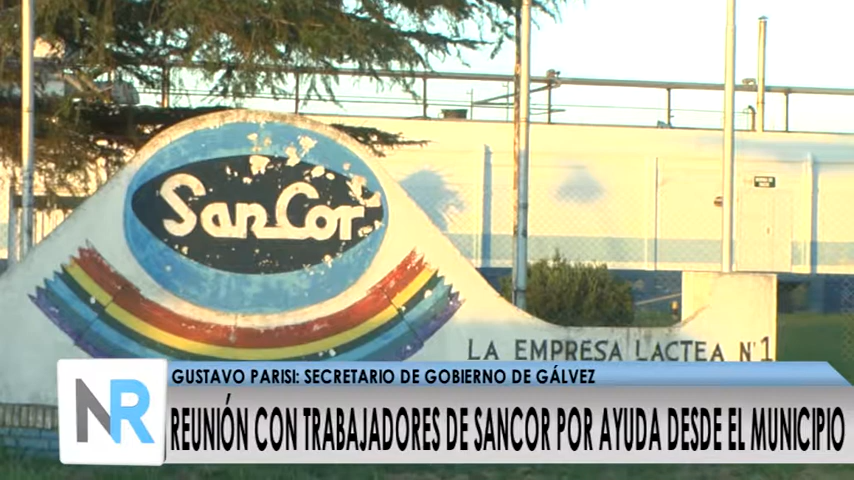 SanCor
LA EMPRESA LACTEA N°1
NR
GUSTAVO PARISI: SECRETARIO DE GOBIERNO DE GÁLVEZ
REUNIÓN CON TRABAJADORES DE SANCOR POR AYUDA DESDE EL MUNICIPIO